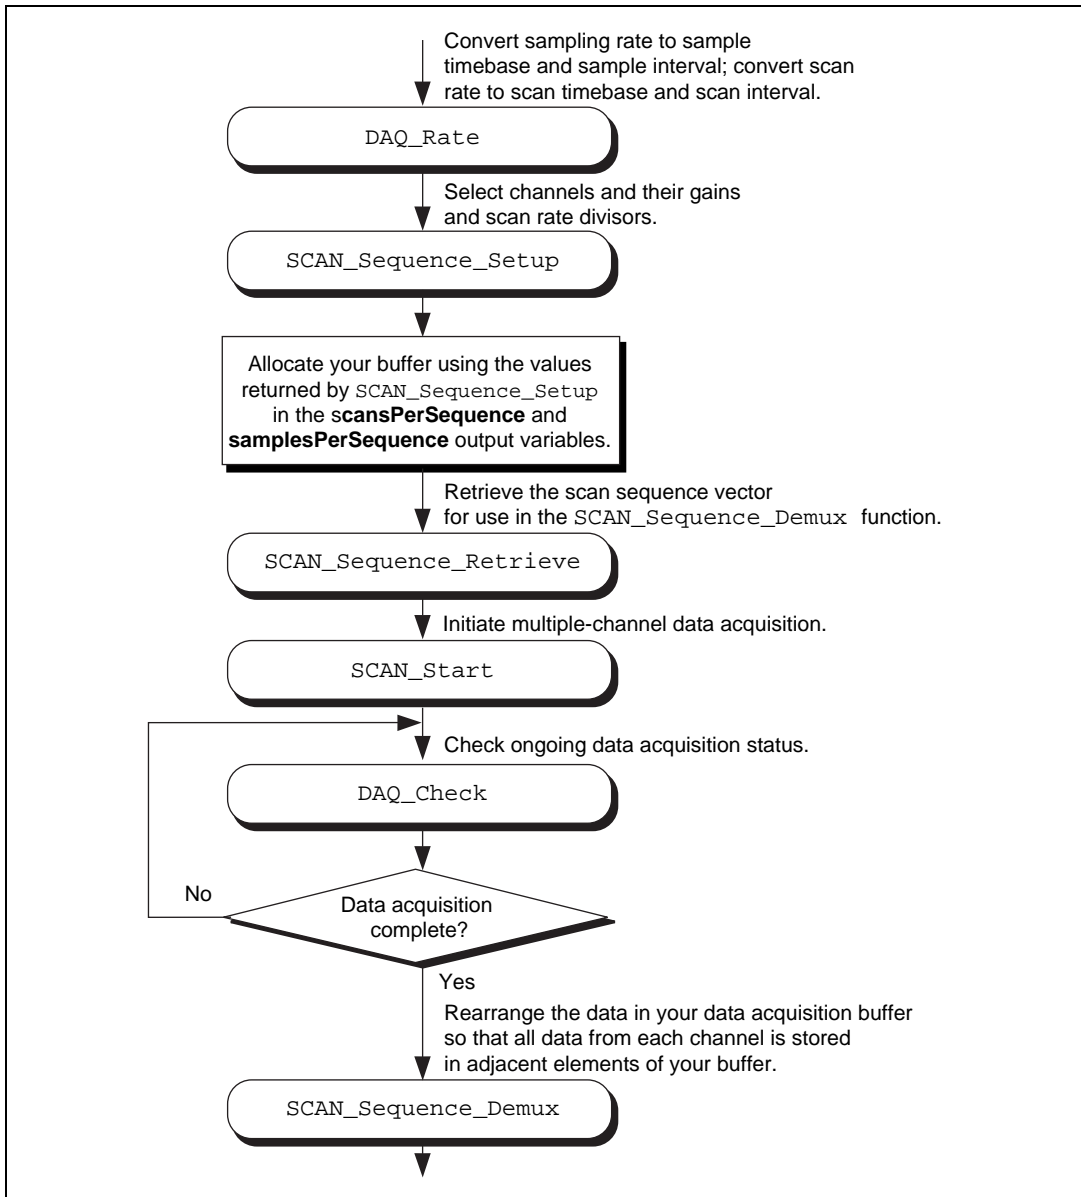 Convert sampling rate to sample
timebase and sample interval; convert scan
rate to scan timebase and scan interval.
DAQ_Rate
Select channels and their gains
and scan rate divisors.
SCAN_Sequence_Setup
Allocate your buffer using the values
returned by SCAN_Sequence_Setup
in the scansPerSequence and
samplesPerSequence output variables.
Retrieve the scan sequence vector
for use in the SCAN_Sequence_Demux function.
SCAN_Sequence_Retrieve
Initiate multiple-channel data acquisition.
SCAN_Start
Check ongoing data acquisition status.
DAQ_Check
No
Data acquisition
complete?
Yes
Rearrange the data in your data acquisition buffer
so that all data from each channel is stored
in adjacent elements of your buffer.
SCAN_Sequence_Demux